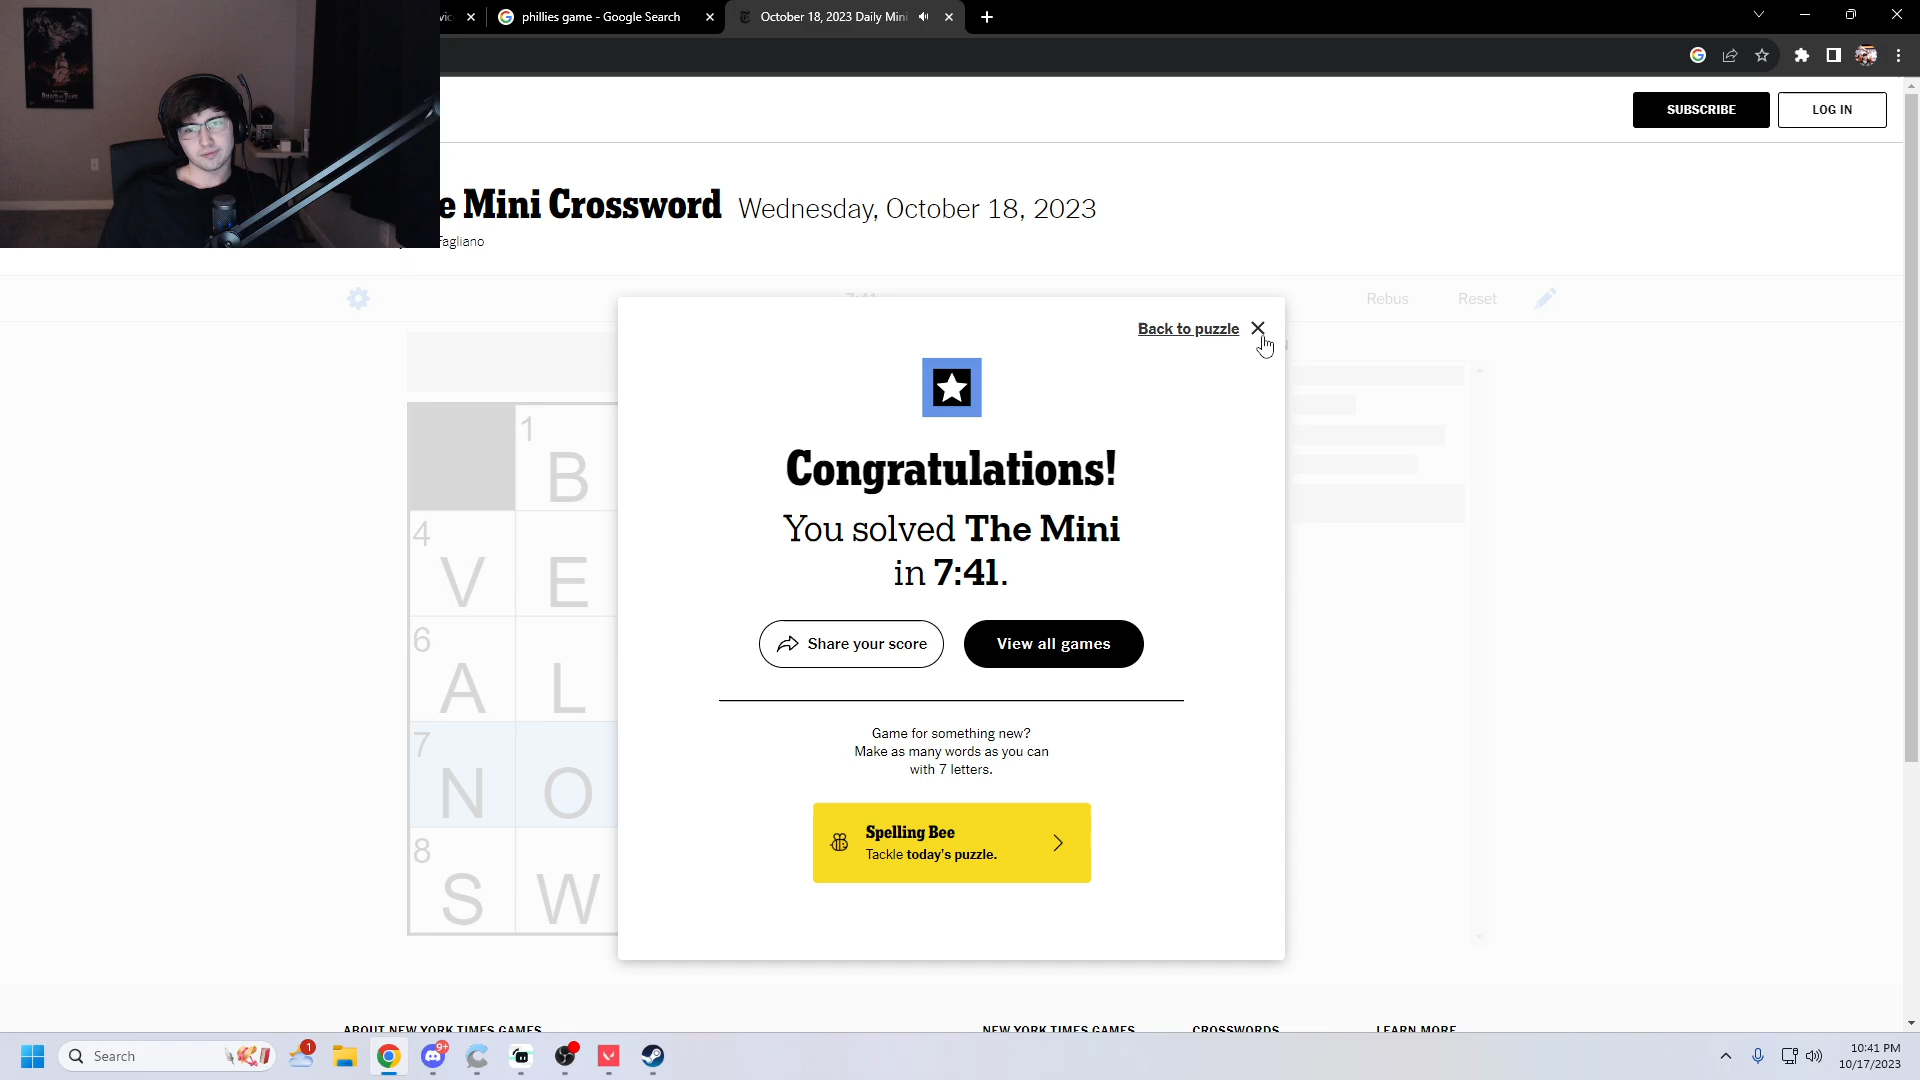 phillies game - Google Search
October 18, 2023 Daily Mini
SUBSCRIBE
LOG IN
e Mini Crossword Wednesday, October 18, 2023
Fagliano
7:41
Rebus
Reset
Back to puzzle
Congratulations!
You solved The Mini
in 7:41.
Share your score
View all games
Game for something new?
Make as many words as you can
with 7 letters.
Spelling Bee
Tackle today's puzzle.
1
B
4
V E
6
A L
7
N O
8
S W
ABOUT NEW YORK TIMES GAMES
NEW YORK TIMES GAMES
CROSSWORDS
LEARN MORE
Search
1
9+
10:41 PM
10/17/2023